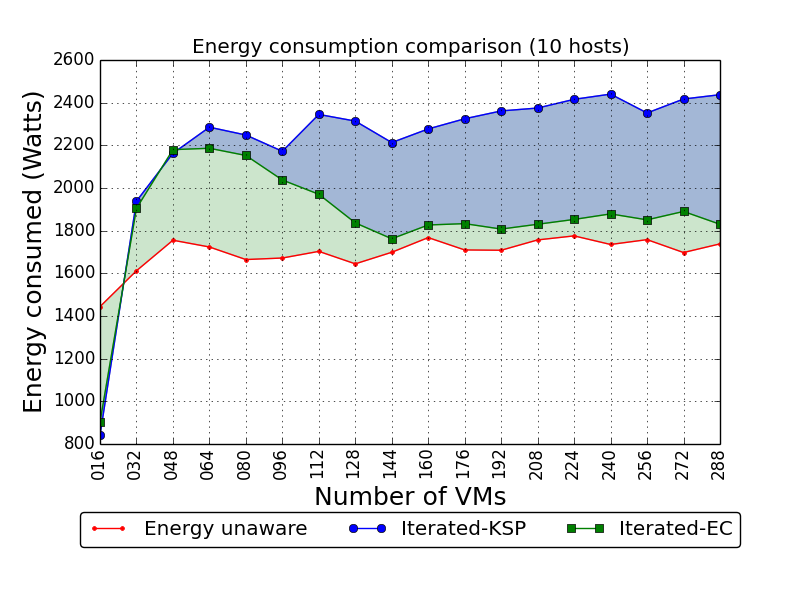 Energy consumption comparison (10 hosts)
2600
2400
2200
2000
1800
1600
1400
1200
1000
800
Energy consumed (Watts)
016 032 048 064 080 096 112 128 144 160 176 192 208 224 240 256 272 288
Number of VMs
Energy unaware Iterated-KSP Iterated-EC